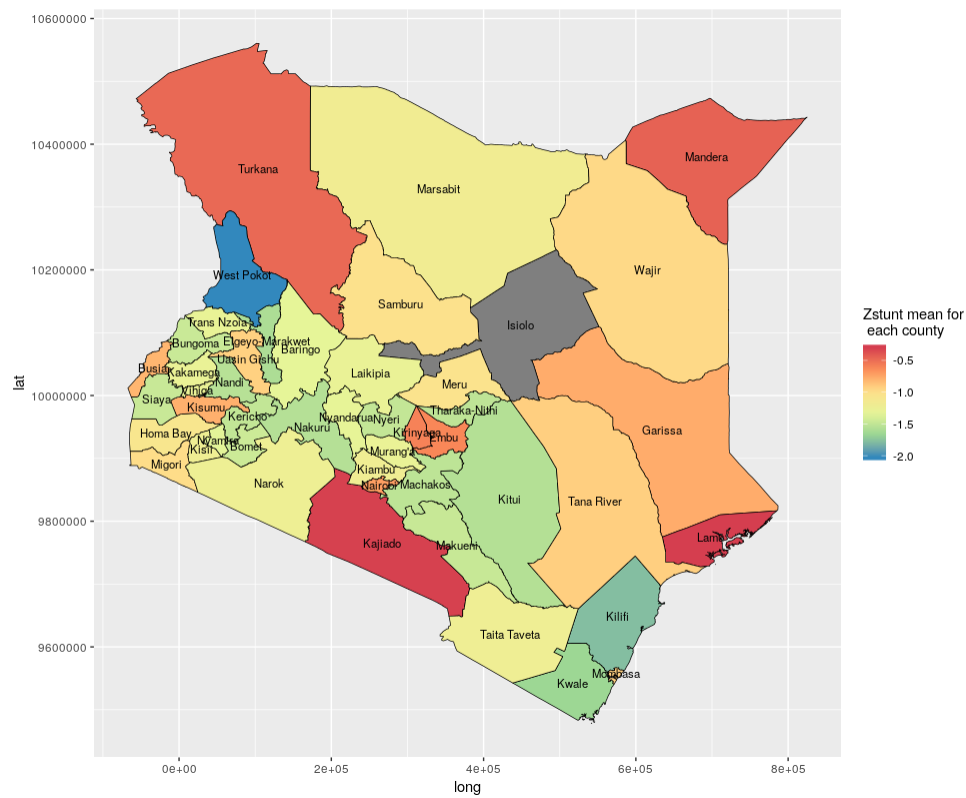 10600000
10400000
10200000
10000000
9800000
9600000
lat
Turkana
Mandera
Marsabit
Wajir
West Pokot
Samburu
Isiolo
Trans Nzoia
Bungoma
Elgeyo-Marakwet
Baringo
Uasin Gishu
Busia
Kakamega
Laikipia
Nandi
Meru
Vihiga
Siaya
Kisumu
Tharaka-Nithi
Kericho
Nyandarua
Nyeri
Nakuru
Garissa
Homa Bay
Kirinyaga
Embu
Nyamira
Kisii
Bomet
Murang'a
Migori
Kiambu
Narok
Nairobi
Machakos
Kitui
Tana River
Lamu
Kajiado
Makueni
Kilifi
Taita Taveta
Mombasa
Kwale
0e+00
2e+05
4e+05
6e+05
8e+05
long
Zstunt mean for
each county
-0.5
-1.0
-1.5
-2.0